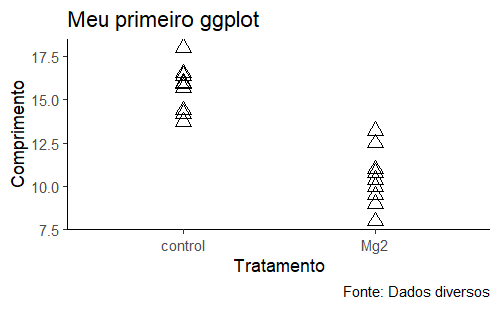 Meu primeiro ggplot
17.5
15.0
12.5
10.0
7.5
Comprimento
control Mg2
Tratamento
Fonte: Dados diversos